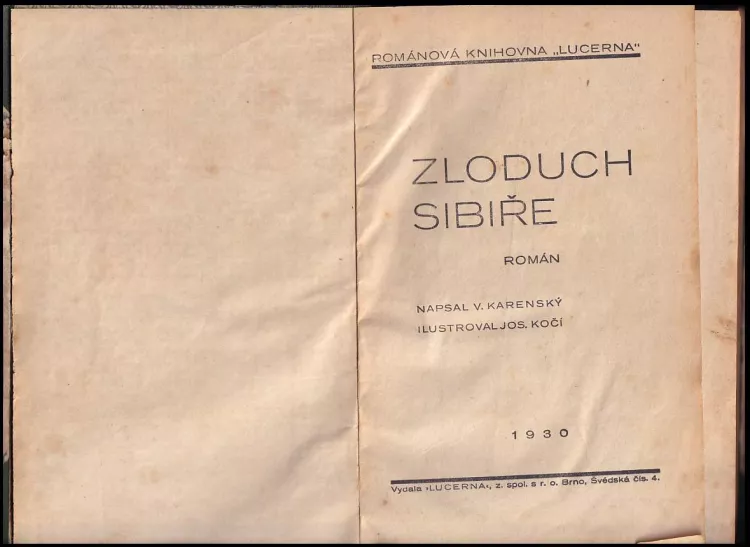 ROMÁNOVÁ KNIHOVNA „LUCERNA“
ZLODUCH
SIBIŘE
ROMÁN
NAPSAL V. KARENSKÝ
ILUSTROVAL JOS. KOČÍ
1930
Vydala ›LUCERNA‹, z. spol. s r. o. Brno, Švédská čís. 4.